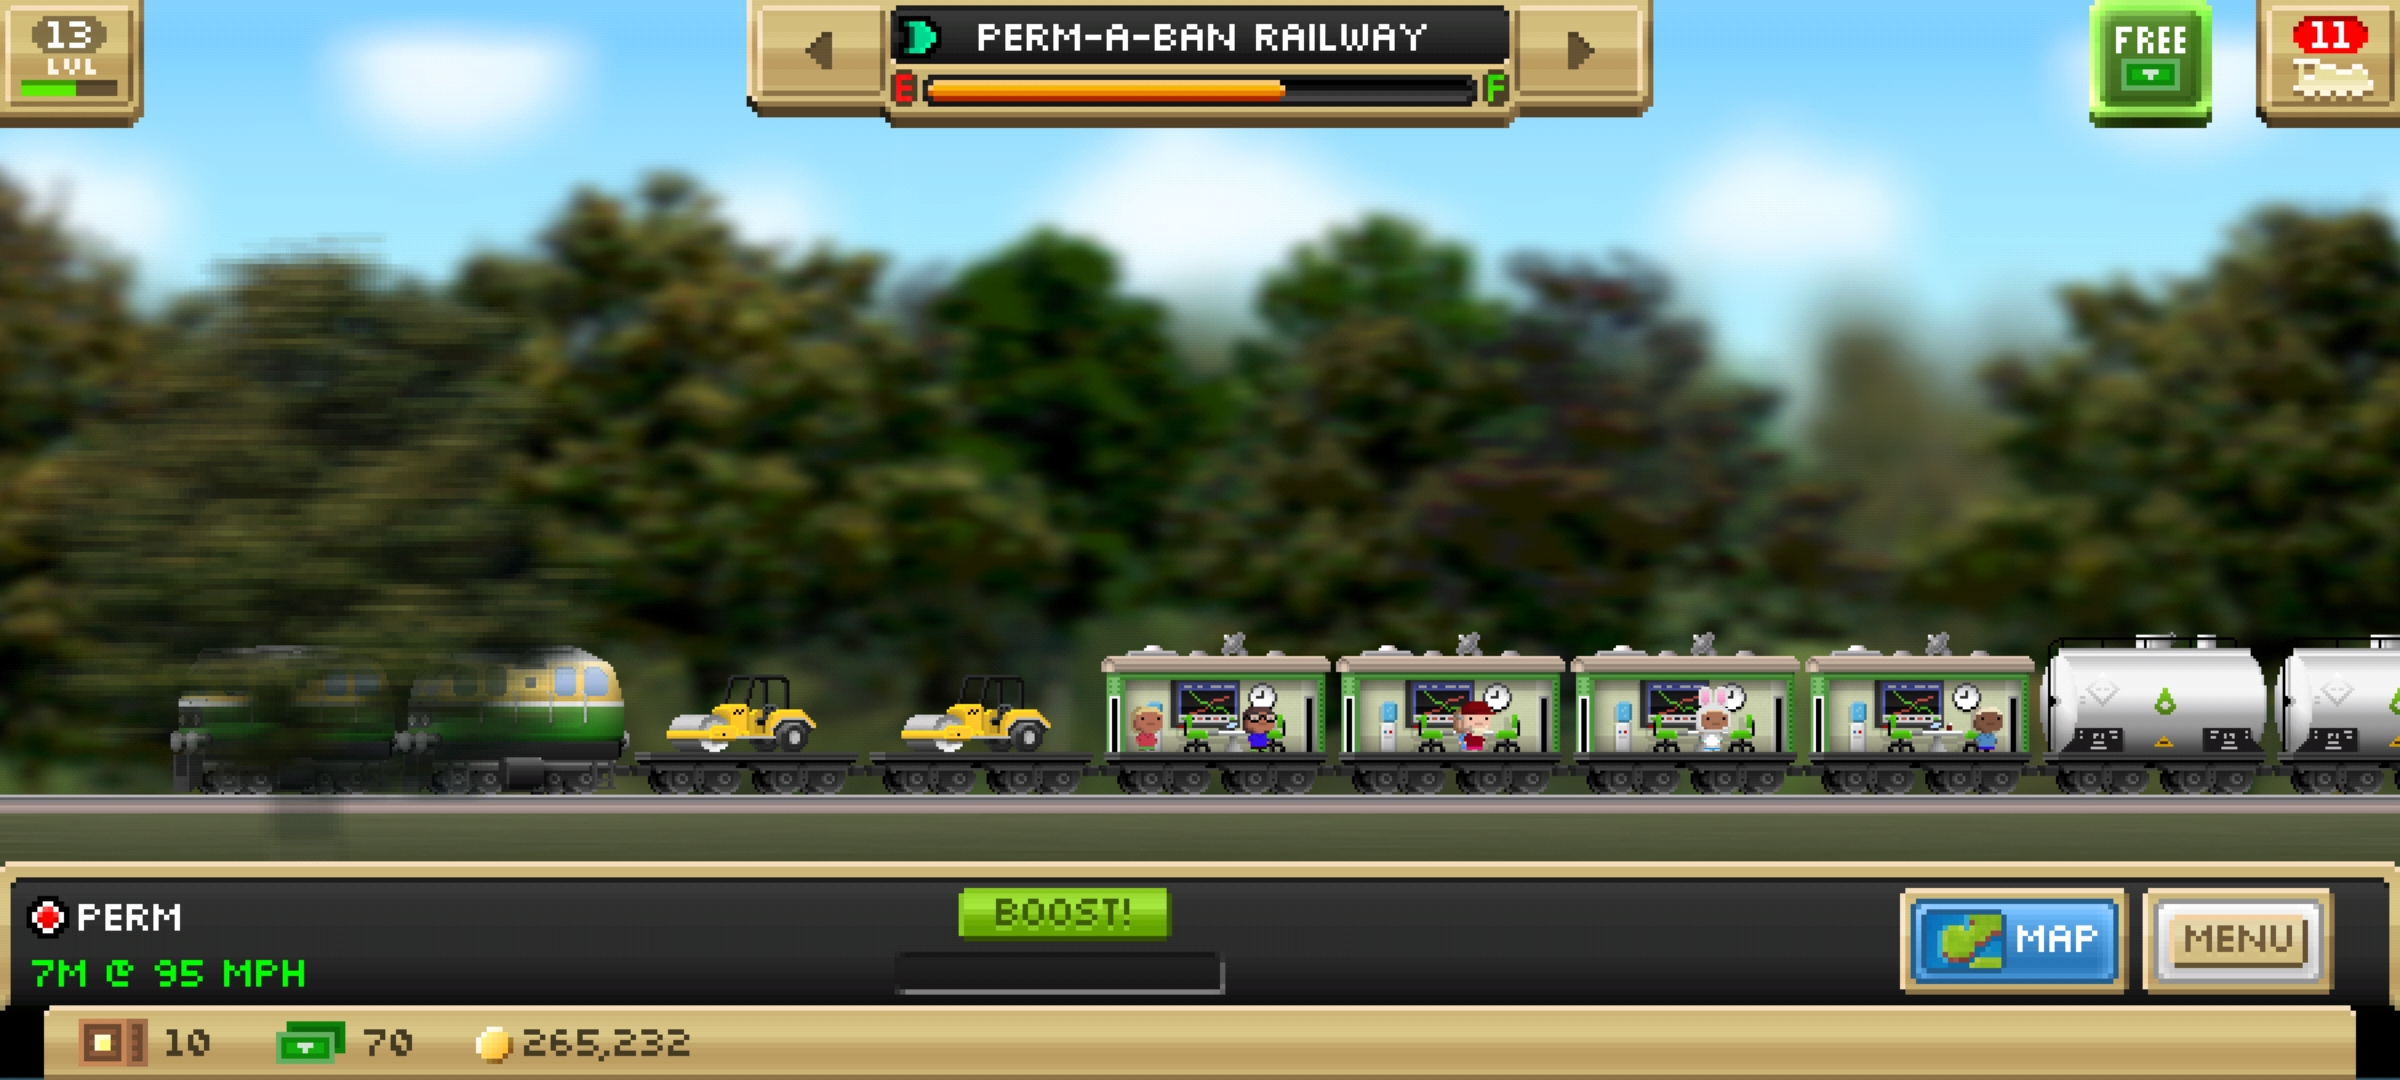 13
LVL
PERM-A-BAN RAILWAY
E
F
FREE
11
PERM
7M @ 95 MPH
BOOST!
MAP
MENU
10
70
265,232